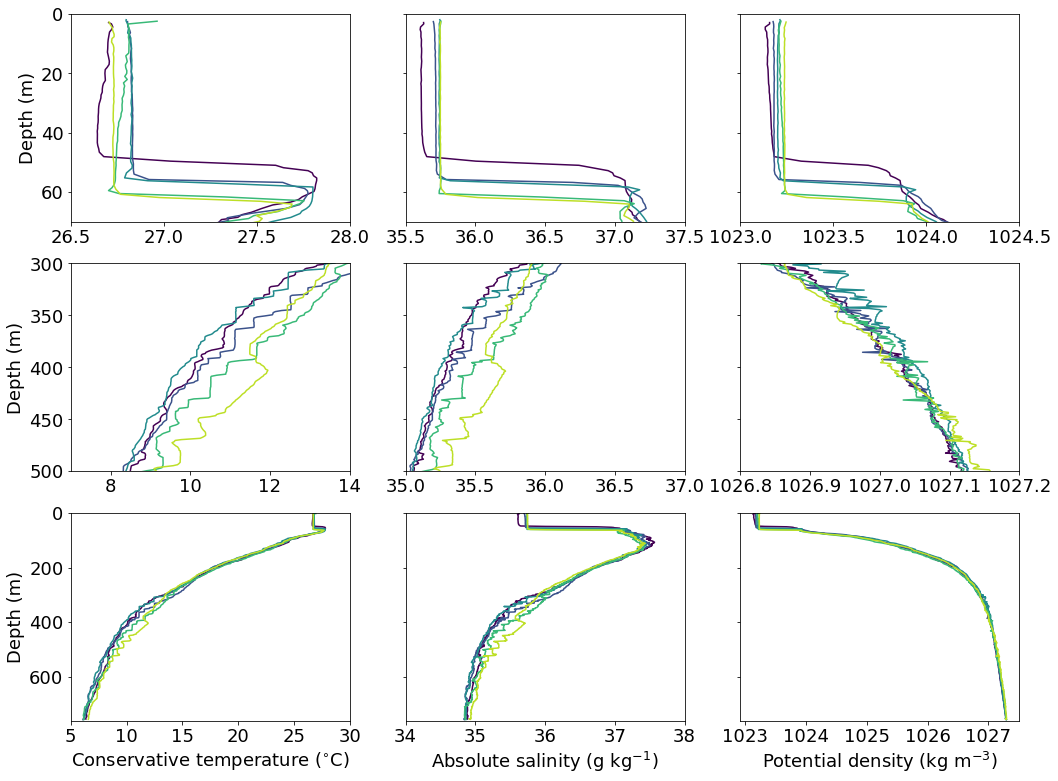 0
20
40
60
Depth (m)
26.5 27.0 27.5 28.0
35.5 36.0 36.5 37.0 37.5
1023.0 1023.5 1024.0 1024.5
300
350
400
450
500
Depth (m)
8 10 12 14
35.0 35.5 36.0 36.5 37.0
1026.8 1026.9 1027.0 1027.1 1027.2
0
200
400
600
Depth (m)
5 10 15 20 25 30
34 35 36 37 38
1023 1024 1025 1026 1027
Conservative temperature (°C)
Absolute salinity (g kg⁻¹)
Potential density (kg m⁻³)